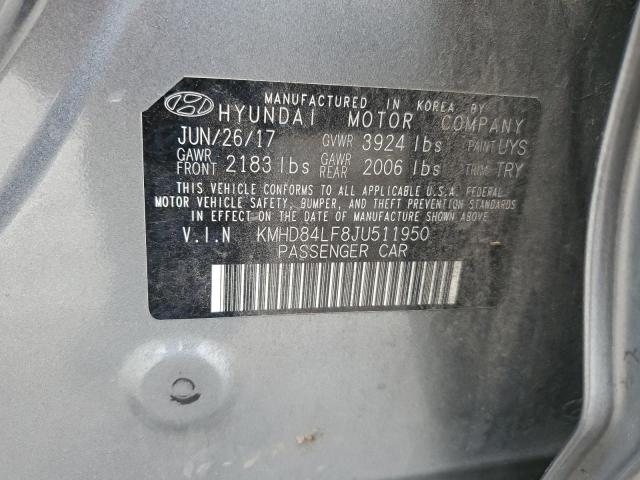 MANUFACTURED IN KOREA BY
HYUNDAI MOTOR COMPANY
JUN/26/17 GVWR 3924 lbs PAINT UYS
GAWR FRONT 2183 lbs GAWR REAR 2006 lbs TRIM TRY
THIS VEHICLE CONFORMS TO ALL APPLICABLE U.S.A. FEDERAL
MOTOR VEHICLE SAFETY, BUMPER, AND THEFT PREVENTION STANDARDS
IN EFFECT ON THE DATE OF MANUFACTURE SHOWN ABOVE.
V.I.N KMHD84LF8JU511950
PASSENGER CAR